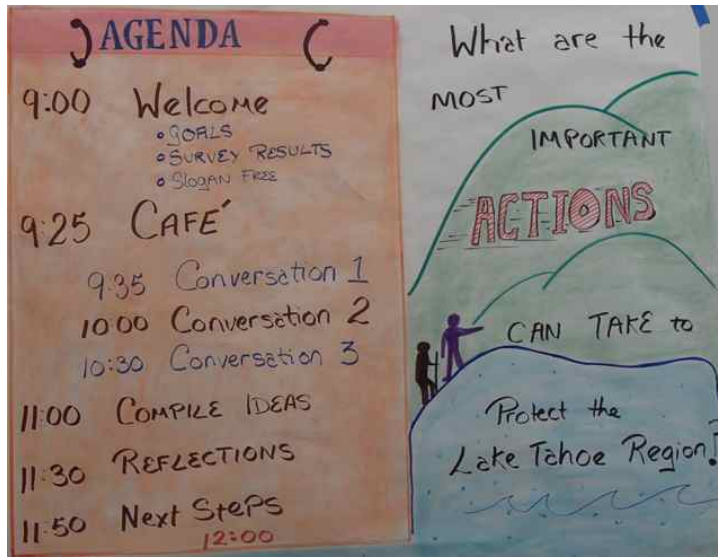 AGENDA
9:00 Welcome
• GOALS
• SURVEY RESULTS
• SLOGAN FREE
9:25 CAFÉ
9:35 Conversation 1
10:00 Conversation 2
10:30 Conversation 3
11:00 COMPILE IDEAS
11:30 REFLECTIONS
11:50 Next Steps
12:00
What are the
MOST
IMPORTANT
ACTIONS
CAN TAKE to
Protect the
Lake Tahoe Region!